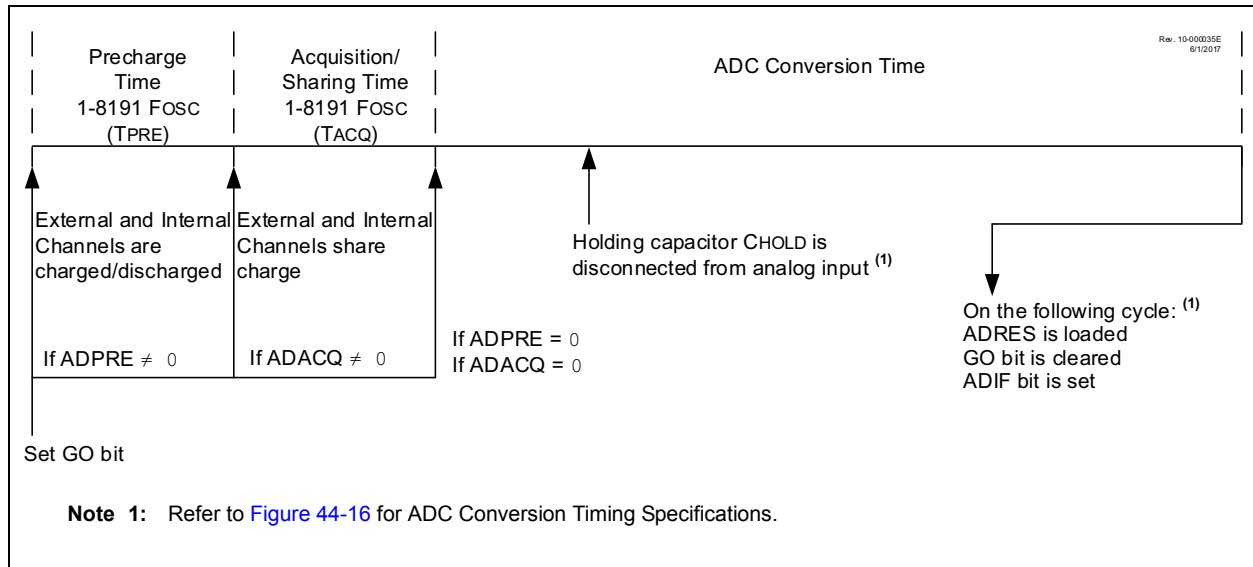 Rev. 10-000035E
6/1/2017
Precharge
Time
1-8191 FOSC
(TPRE)
Acquisition/
Sharing Time
1-8191 FOSC
(TACQ)
ADC Conversion Time
External and Internal
Channels are
charged/discharged
External and Internal
Channels share
charge
Holding capacitor CHOLD is
disconnected from analog input (1)
On the following cycle: (1)
ADRES is loaded
GO bit is cleared
ADIF bit is set
If ADPRE ≠ 0
If ADACQ ≠ 0
If ADPRE = 0
If ADACQ = 0
Set GO bit
Note 1: Refer to Figure 44-16 for ADC Conversion Timing Specifications.